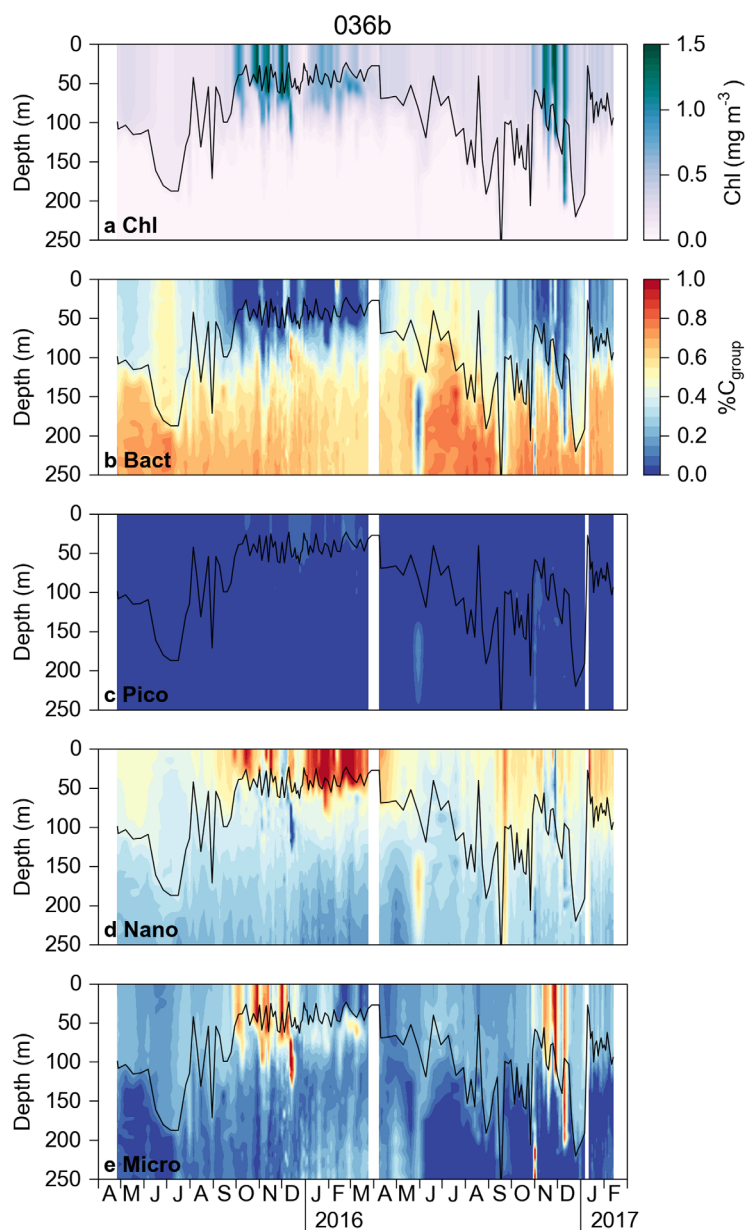 036b
0
50
100
150
200
250
Depth (m)
a Chl
1.5
1.0
0.5
0.0
Chl (mg m⁻³)
0
50
100
150
200
250
Depth (m)
b Bact
1.0
0.8
0.6
0.4
0.2
0.0
%C group
0
50
100
150
200
250
Depth (m)
c Pico
0
50
100
150
200
250
Depth (m)
d Nano
0
50
100
150
200
250
Depth (m)
e Micro
A M J J A S O N D J F M A M J J A S O N D J F
2016 2017